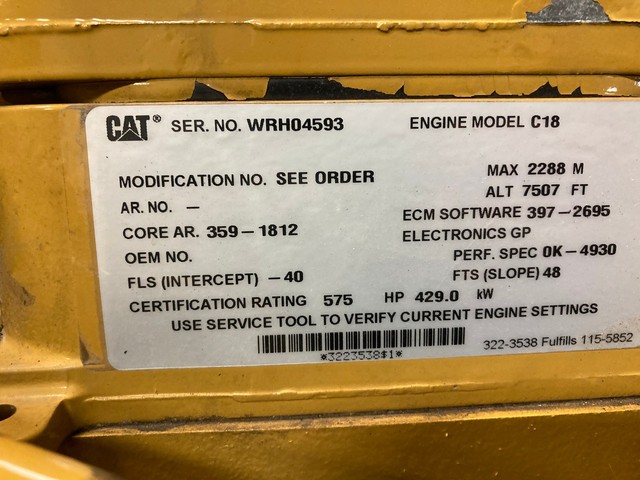 CAT® SER. NO. WRH04593 ENGINE MODEL C18
MODIFICATION NO. SEE ORDER
MAX 2288 M
ALT 7507 FT
AR. NO. —
ECM SOFTWARE 397-2695
CORE AR. 359-1812
ELECTRONICS GP
OEM NO.
PERF. SPEC 0K-4930
FLS (INTERCEPT) -40
FTS (SLOPE) 48
CERTIFICATION RATING 575 HP 429.0 kW
USE SERVICE TOOL TO VERIFY CURRENT ENGINE SETTINGS
*3223538$1*
322-3538 Fulfills 115-5852